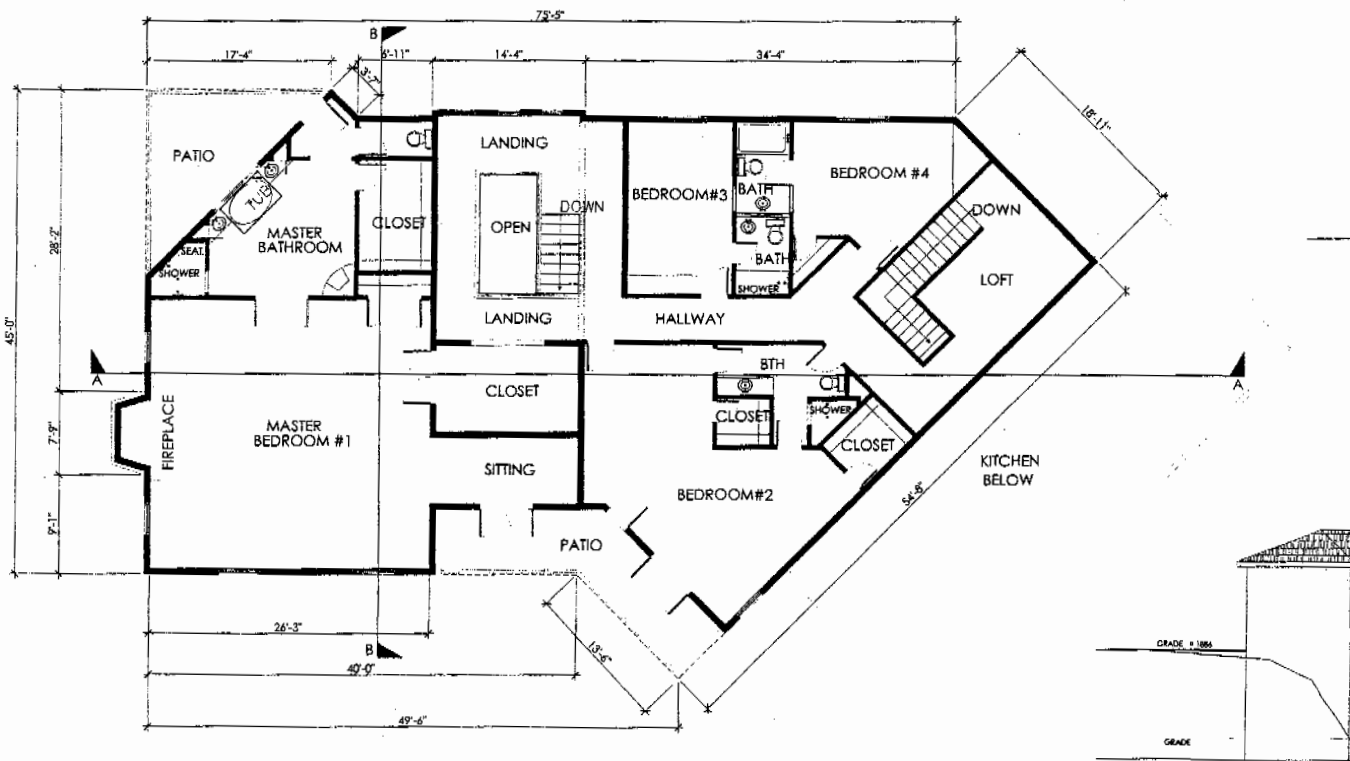 75'-5"
B
17'-4"
6'-11"
14'-4"
34'-4"
3'-7"
18'-11"
45'-0"
28'-2"
7'-9"
9'-1"
PATIO
TUB
SEAT
SHOWER
MASTER
BATHROOM
CLOSET
LANDING
OPEN
DOWN
LANDING
HALLWAY
BEDROOM#3
BATH
BATH
SHOWER
BEDROOM #4
DOWN
LOFT
A
A
FIREPLACE
MASTER
BEDROOM #1
CLOSET
SITTING
PATIO
BTH
CLOSET
SHOWER
CLOSET
BEDROOM#2
KITCHEN
BELOW
54'-8"
13'-6"
26'-3"
B
40'-0"
49'-6"
GRADE = 1886
GRADE